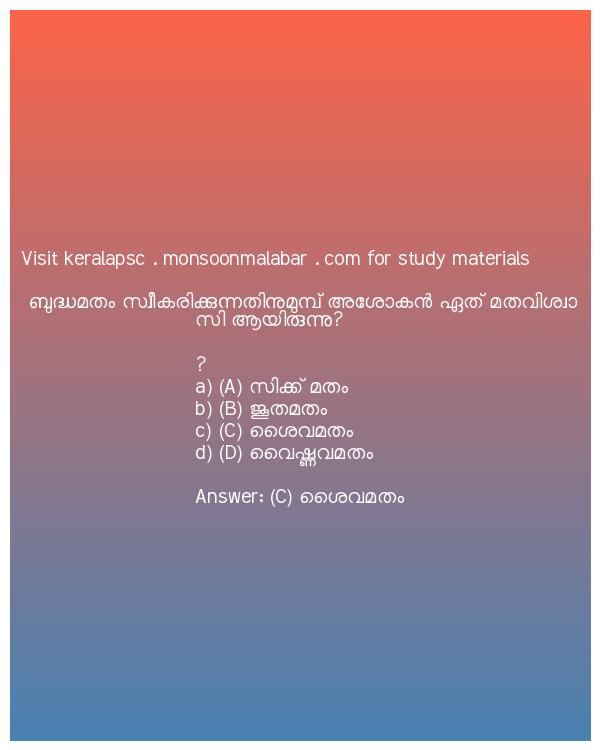 Visit keralapsc . monsoonmalabar . com for study materials
ബുദ്ധമതം സ്വീകരിക്കുന്നതിനുമുമ്പ് അശോകൻ ഏത് മതവിശ്വാ
സി ആയിരുന്നു?
?
a) (A) സിക്ക് മതം
b) (B) ജൂതമതം
c) (C) ശൈവമതം
d) (D) വൈഷ്ണവമതം
Answer: (C) ശൈവമതം